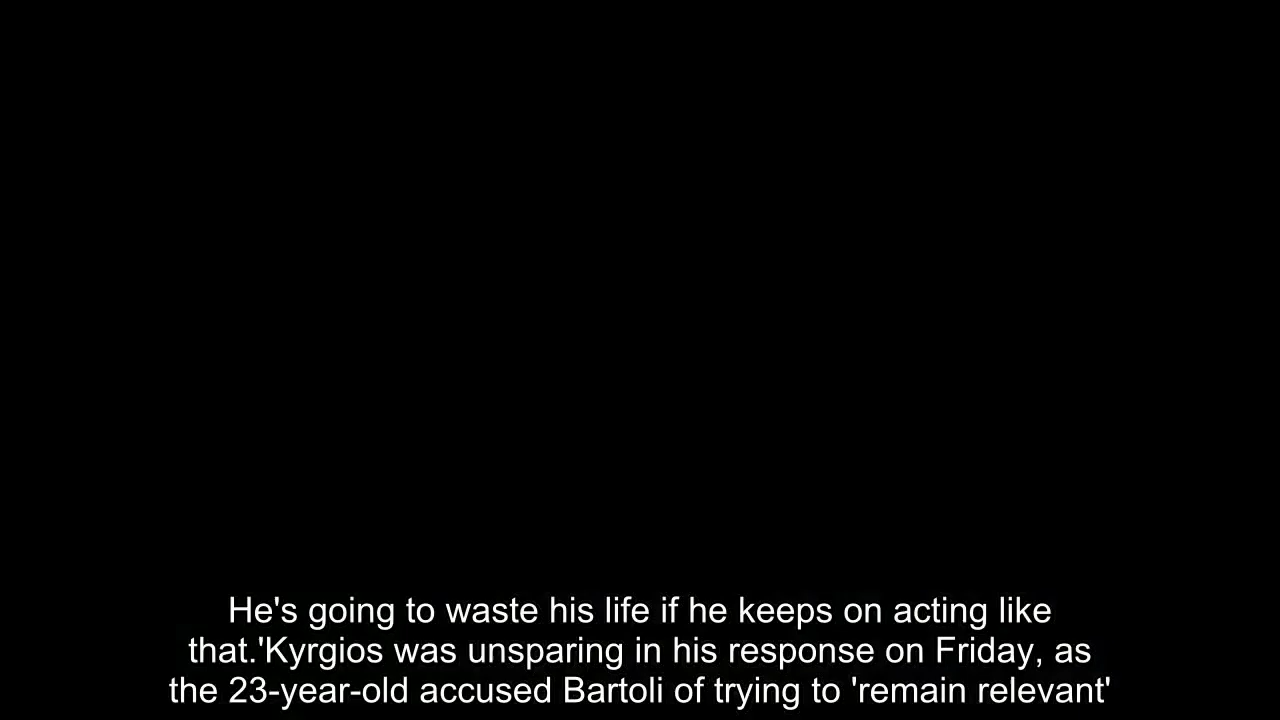 He's going to waste his life if he keeps on acting like
that.'Kyrgios was unsparing in his response on Friday, as
the 23-year-old accused Bartoli of trying to 'remain relevant'